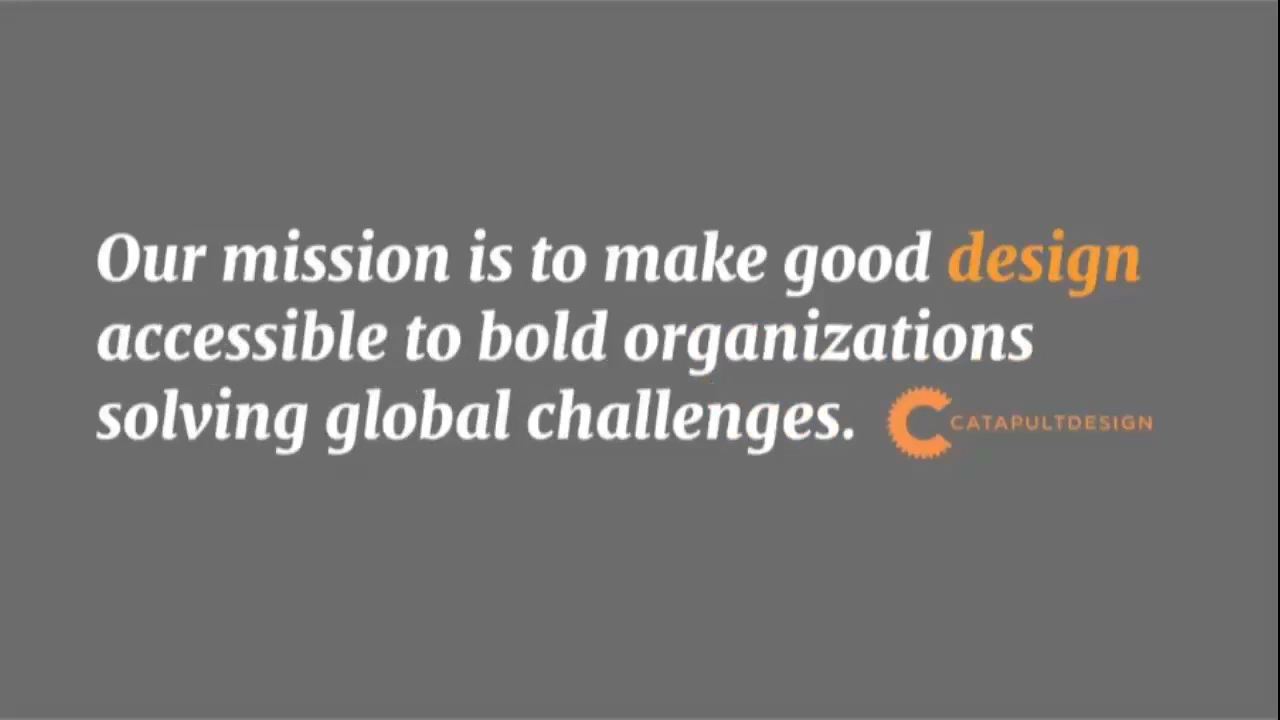 Our mission is to make good design
accessible to bold organizations
solving global challenges.
CATAPULTDESIGN